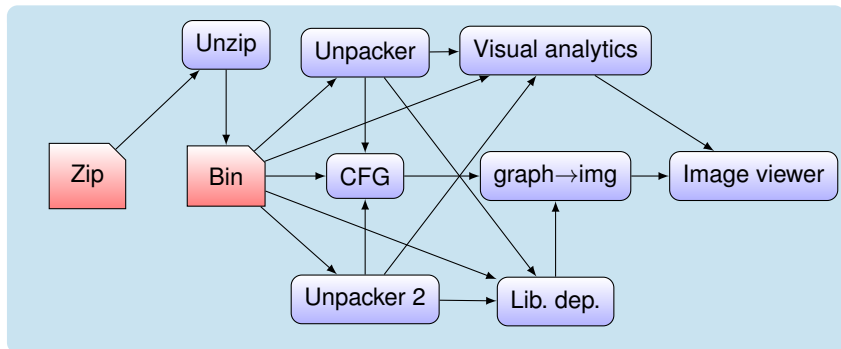 Unzip
Unpacker
Visual analytics
Zip
Bin
CFG
graph→img
Image viewer
Unpacker 2
Lib. dep.